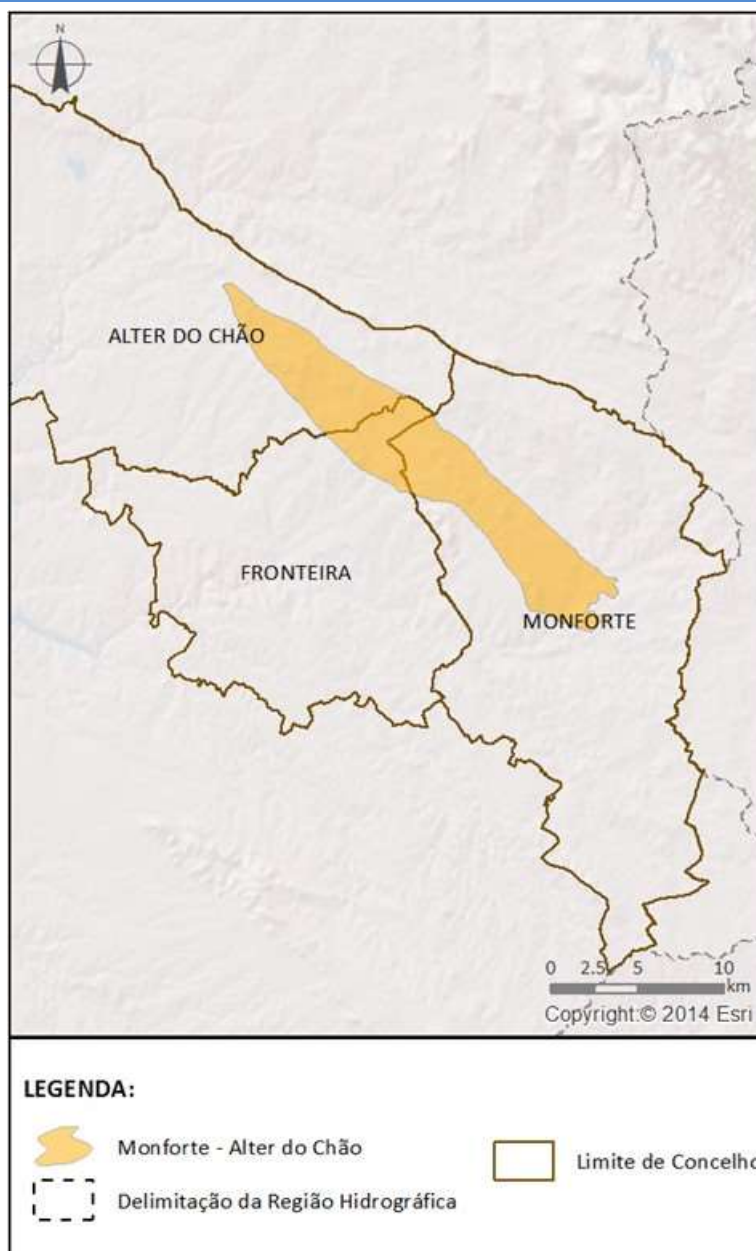 N
ALTER DO CHÃO
FRONTEIRA
MONFORTE
0 2.5 5 10
km
Copyright:© 2014 Esri
LEGENDA:
Monforte - Alter do Chão
Limite de Concelho
Delimitação da Região Hidrográfica